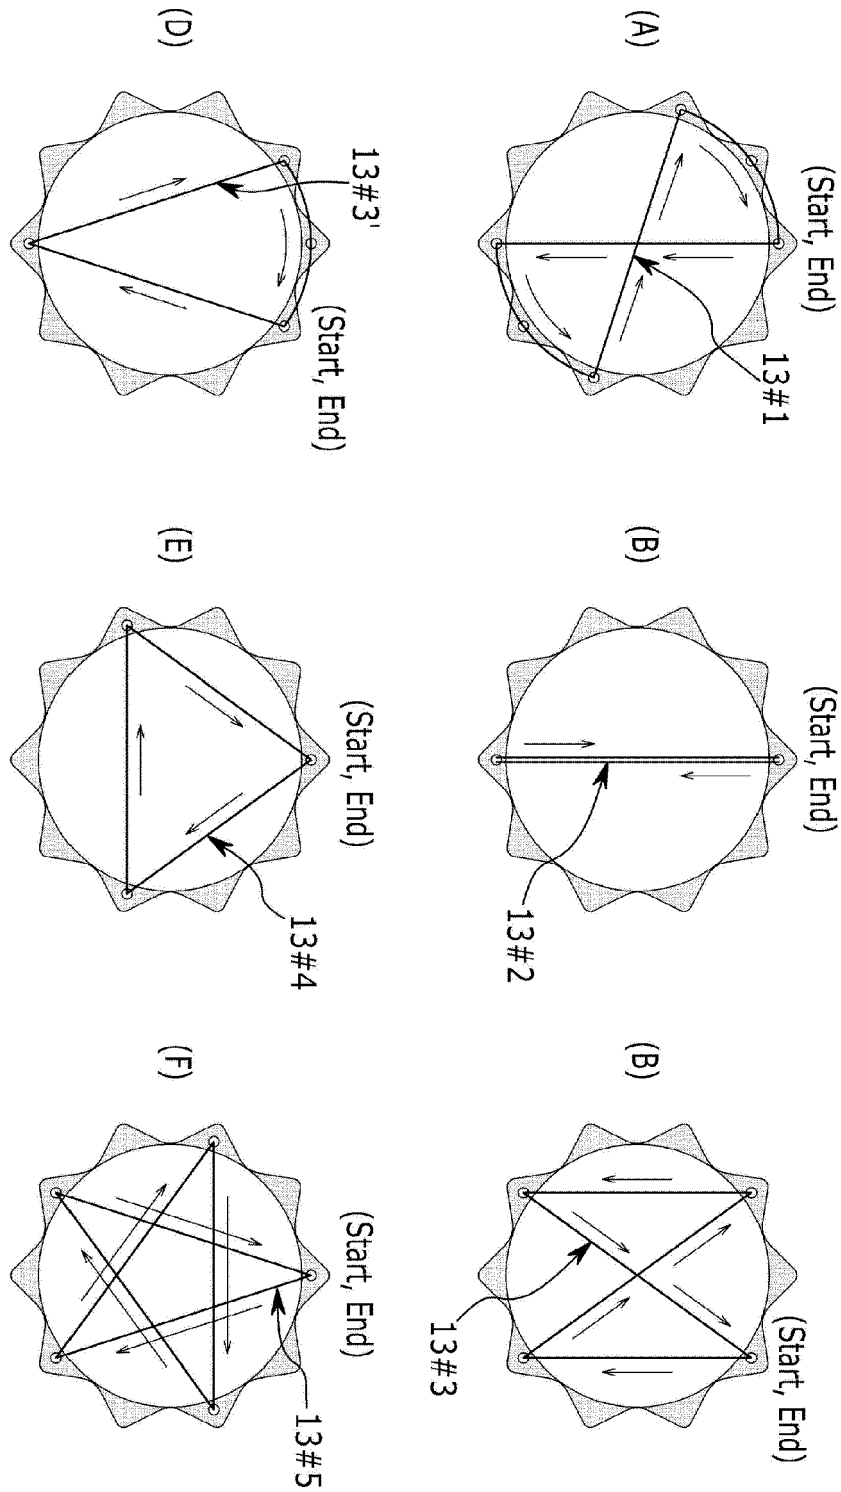 (A)
(Start, End)
13#1
(B)
(Start, End)
13#2
(B)
(Start, End)
13#3
(D)
(Start, End)
13#3'
(E)
(Start, End)
13#4
(F)
(Start, End)
13#5